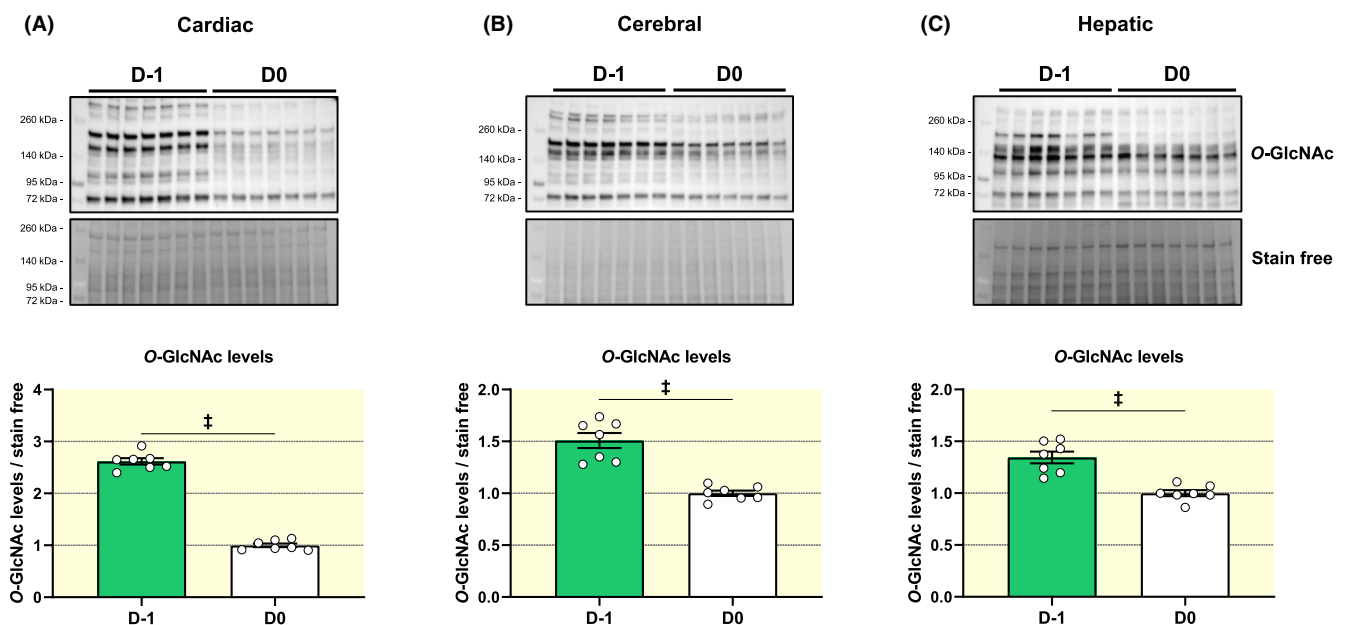 (A) Cardiac (B) Cerebral (C) Hepatic
D-1 D0 D-1 D0 D-1 D0
260 kDa -
140 kDa -
95 kDa -
72 kDa -
260 kDa -
140 kDa -
95 kDa -
72 kDa -
260 kDa -
140 kDa -
95 kDa -
72 kDa -
260 kDa -
140 kDa -
95 kDa -
72 kDa -
O-GlcNAc
Stain free
O-GlcNAc levels
O-GlcNAc levels / stain free
4
3
2
1
0
‡
D-1 D0
O-GlcNAc levels
O-GlcNAc levels / stain free
2.0
1.5
1.0
0.5
0.0
‡
D-1 D0
O-GlcNAc levels
O-GlcNAc levels / stain free
2.0
1.5
1.0
0.5
0.0
‡
D-1 D0